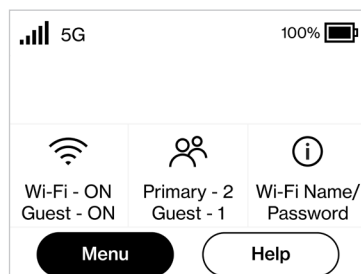 5G 100%
Wi-Fi - ON Primary - 2 Wi-Fi Name/
Guest - ON Guest - 1 Password
Menu Help